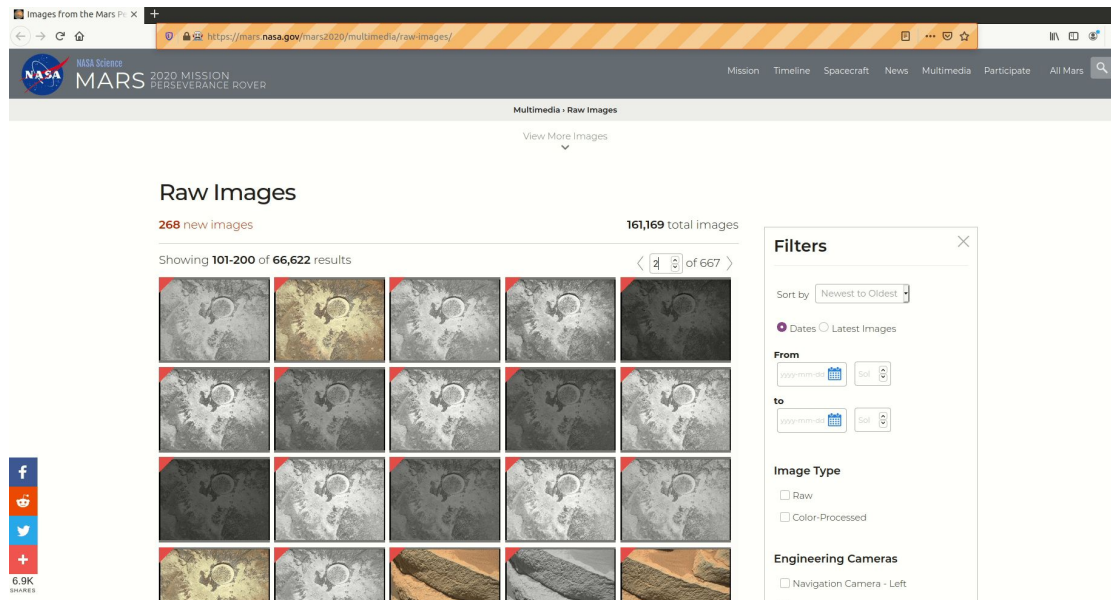 Images from the Mars Pe
https://mars.nasa.gov/mars2020/multimedia/raw-images/
NASA
NASA Science
MARS 2020 MISSION
PERSEVERANCE ROVER
Mission Timeline Spacecraft News Multimedia Participate All Mars
Multimedia › Raw Images
View More Images
Raw Images
268 new images 161,169 total images
Showing 101-200 of 66,622 results 2 of 667
Filters
Sort by Newest to Oldest
Dates Latest Images
From
yyyy-mm-dd Sol
to
yyyy-mm-dd Sol
Image Type
Raw
Color-Processed
Engineering Cameras
Navigation Camera - Left
6.9K
SHARES